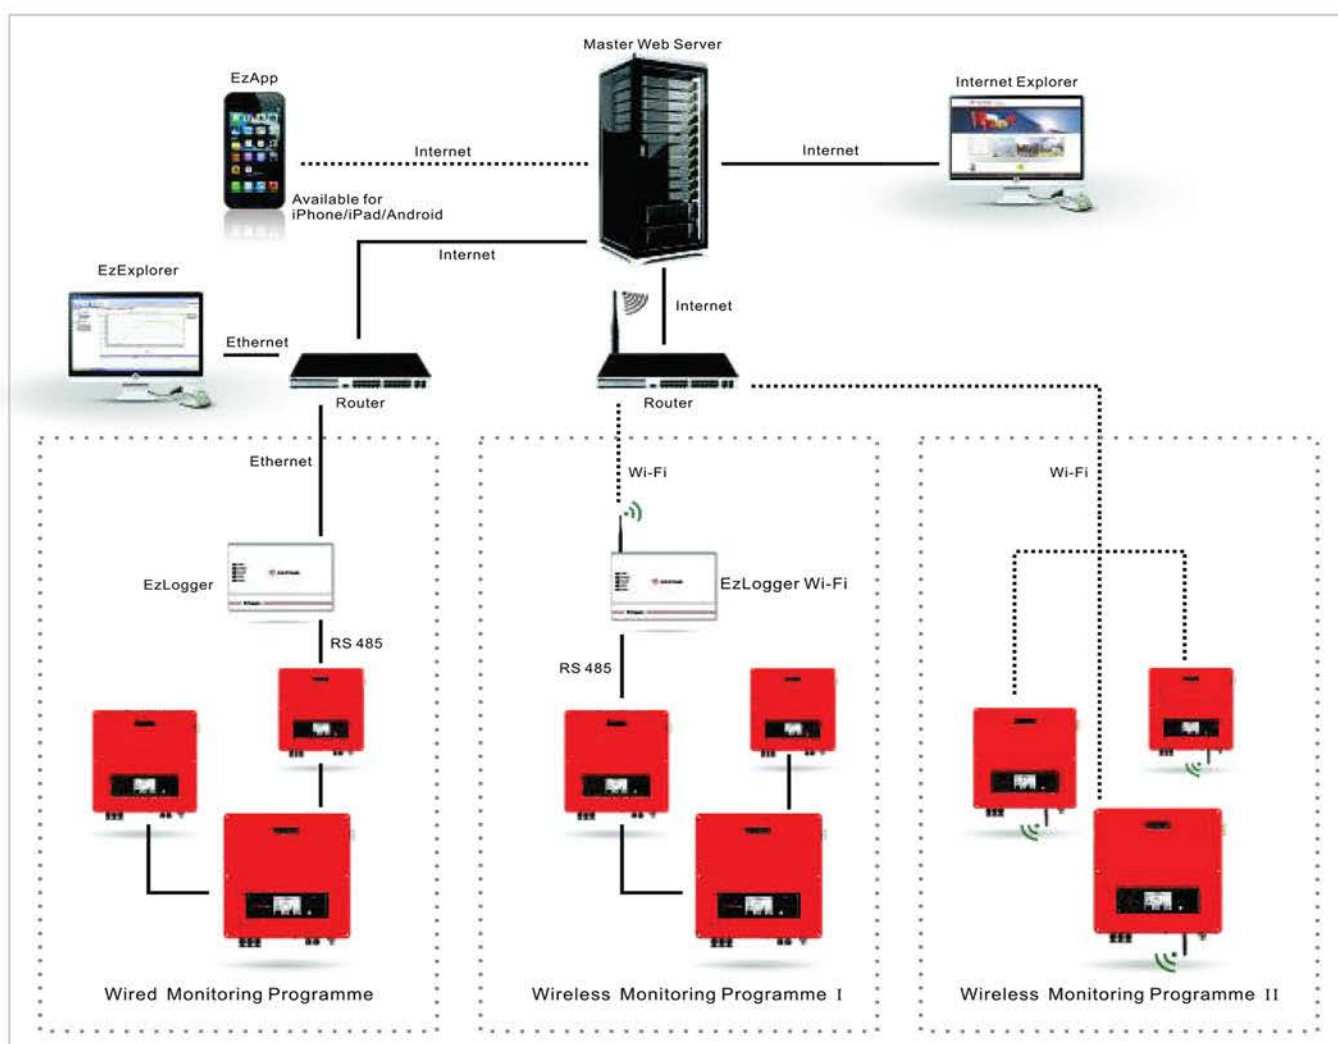 Master Web Server
EzApp
Internet Explorer
Internet
Internet
Available for
iPhone/iPad/Android
Internet
EzExplorer
Internet
Ethernet
Router
Router
Ethernet
Wi-Fi
Wi-Fi
EzLogger
EzLogger Wi-Fi
RS 485
RS 485
Wired Monitoring Programme
Wireless Monitoring Programme I
Wireless Monitoring Programme II